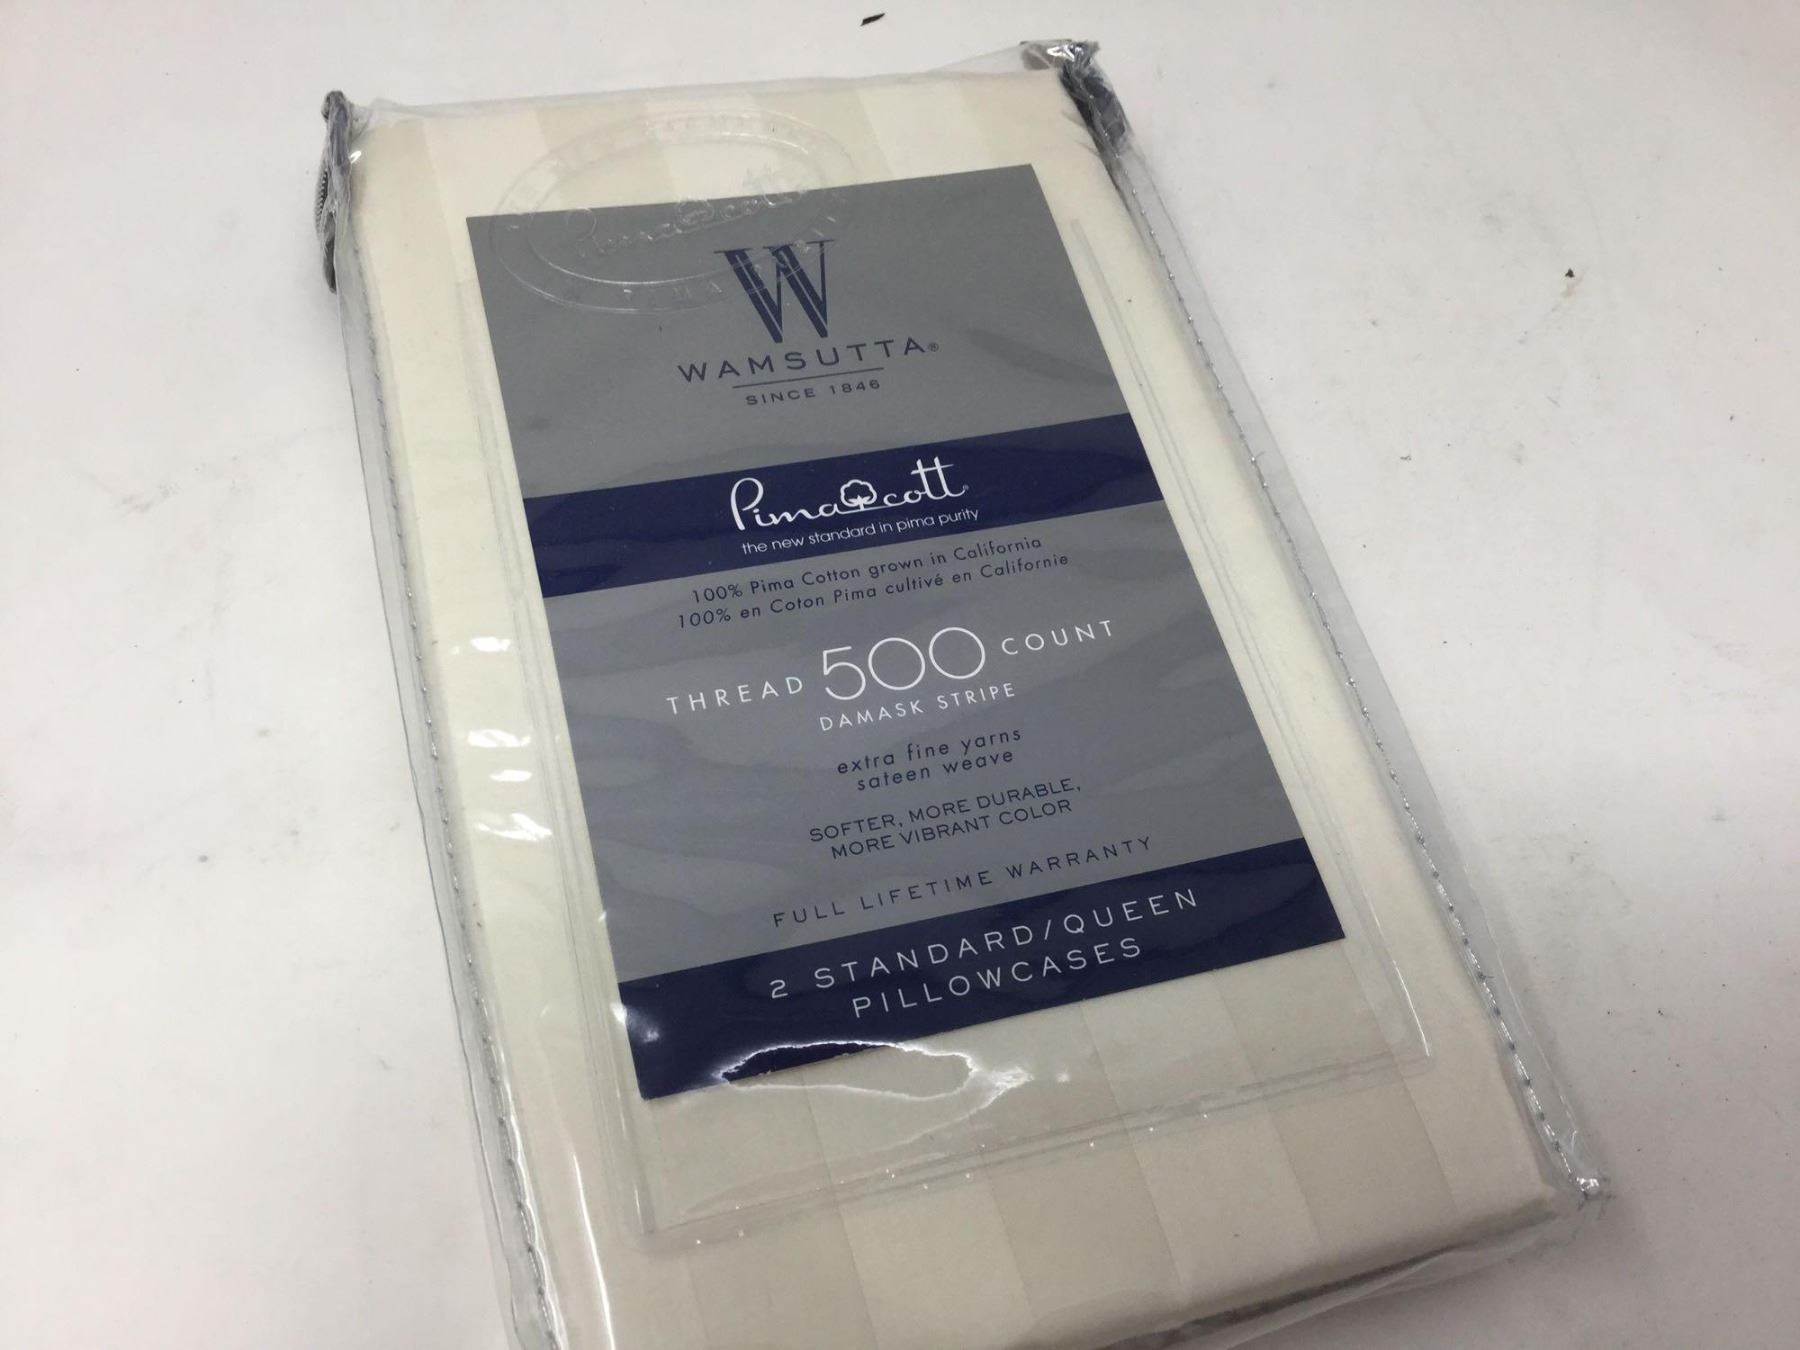 W
WAMSUTTA®
SINCE 1846
Pimacott®
the new standard in pima purity
100% Pima Cotton grown in California
100% en Coton Pima cultivé en Californie
THREAD 500 COUNT
DAMASK STRIPE
extra fine yarns
sateen weave
SOFTER, MORE DURABLE,
MORE VIBRANT COLOR
FULL LIFETIME WARRANTY
2 STANDARD/QUEEN
PILLOWCASES
Pimacott